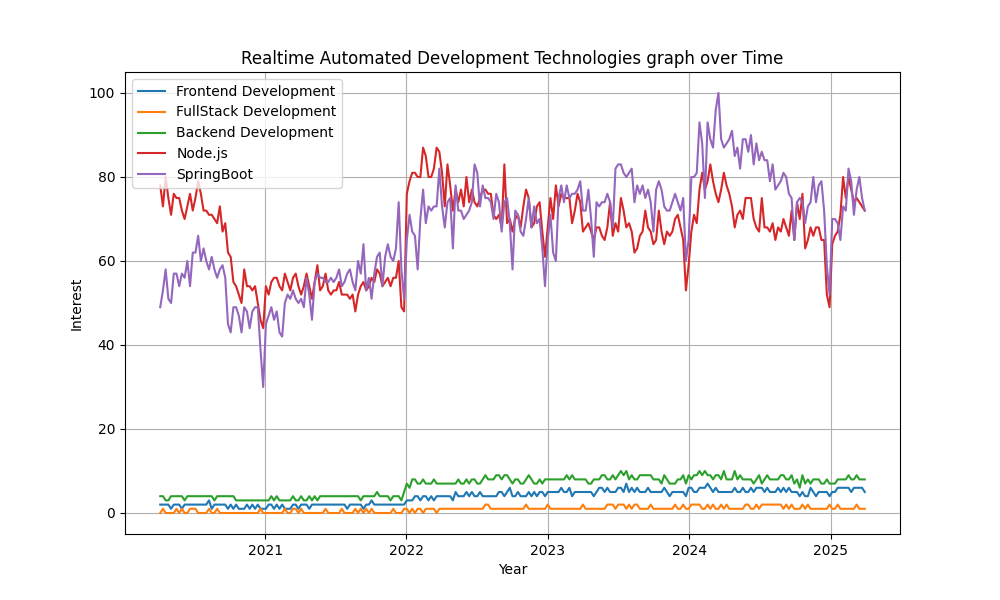 Realtime Automated Development Technologies graph over Time
Frontend Development
FullStack Development
Backend Development
Node.js
SpringBoot
100
80
60
40
20
0
Interest
2021 2022 2023 2024 2025
Year